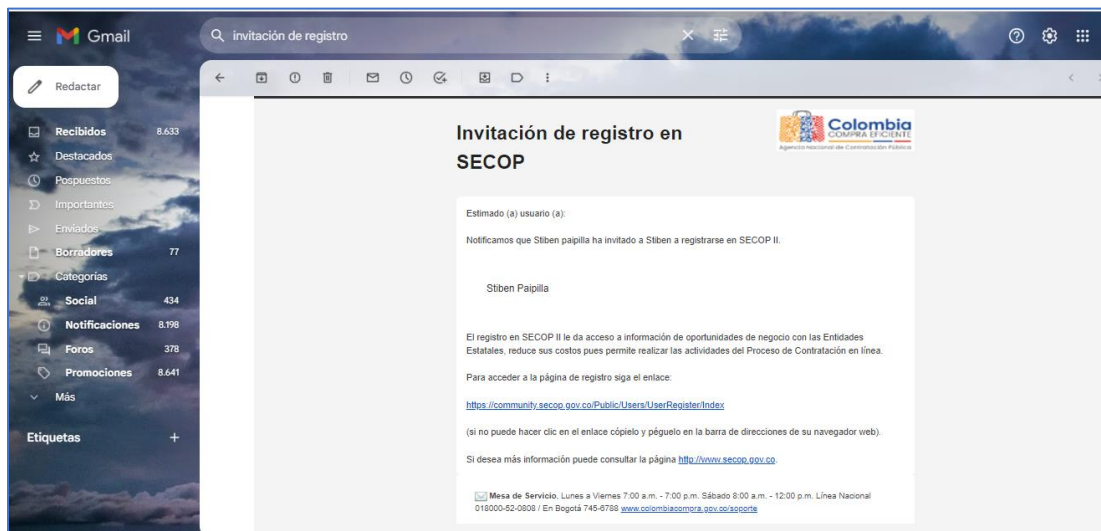 Gmail
invitación de registro
Redactar
Recibidos 8.633
Destacados
Pospuestos
Importantes
Enviados
Borradores 77
Categorías
Social 434
Notificaciones 8.198
Foros 378
Promociones 8.641
Más
Etiquetas
Invitación de registro en
SECOP
Colombia
COMPRA EFICIENTE
Agencia Nacional de Contratación Pública
Estimado (a) usuario (a):
Notificamos que Stiben paipilla ha invitado a Stiben a registrarse en SECOP II.
Stiben Paipilla
El registro en SECOP II le da acceso a información de oportunidades de negocio con las Entidades
Estatales, reduce sus costos pues permite realizar las actividades del Proceso de Contratación en línea.
Para acceder a la página de registro siga el enlace:
https://community.secop.gov.co/Public/Users/UserRegister/Index
(si no puede hacer clic en el enlace cópielo y péguelo en la barra de direcciones de su navegador web).
Si desea más información puede consultar la página http://www.secop.gov.co.
Mesa de Servicio. Lunes a Viernes 7:00 a.m. - 7:00 p.m. Sábado 8:00 a.m. - 12:00 p.m. Línea Nacional
018000-52-0808 / En Bogotá 745-6788 www.colombiacompra.gov.co/soporte